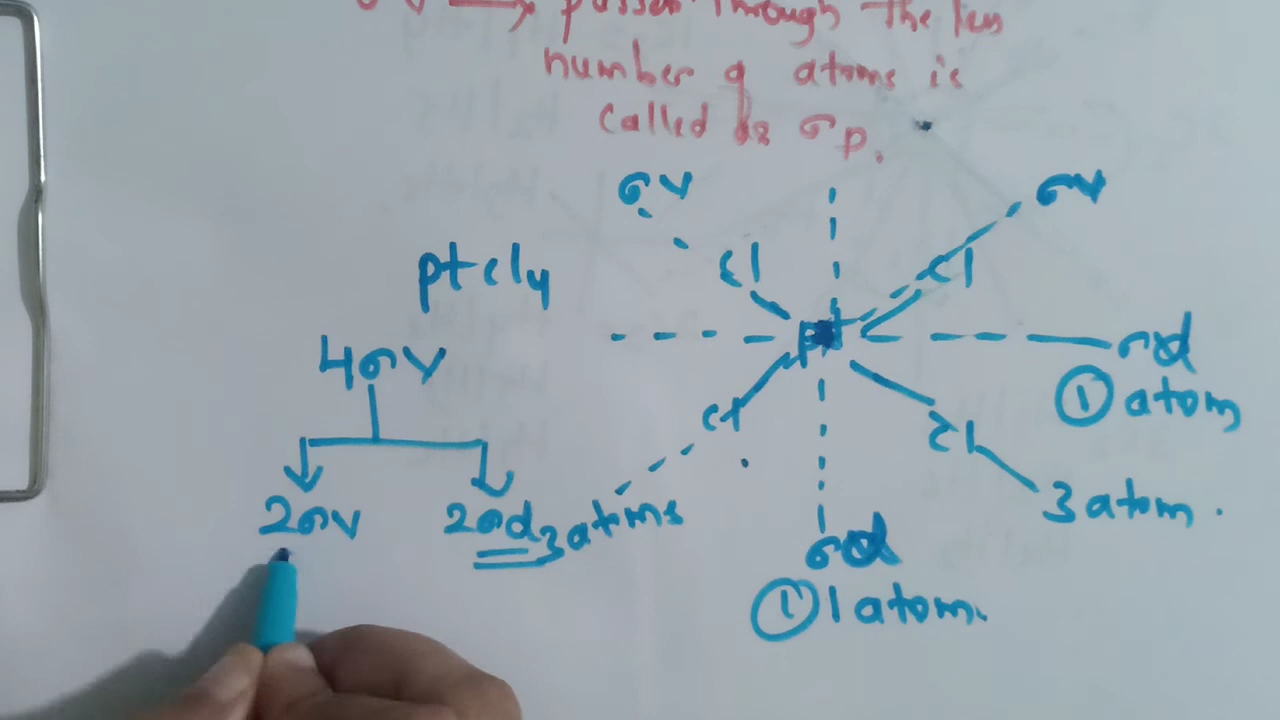 σv → passes through the less
number of atoms is
called as σp.
σv
σv
cl
cl
ptcl4
pt
4σv
σd
① atom
cl
cl
2σv
2σd
3 atoms
3 atom.
σd
① 1 atom.